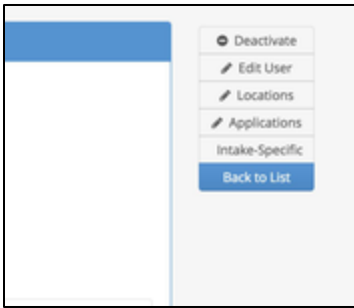 Deactivate
Edit User
Locations
Applications
Intake-Specific
Back to List